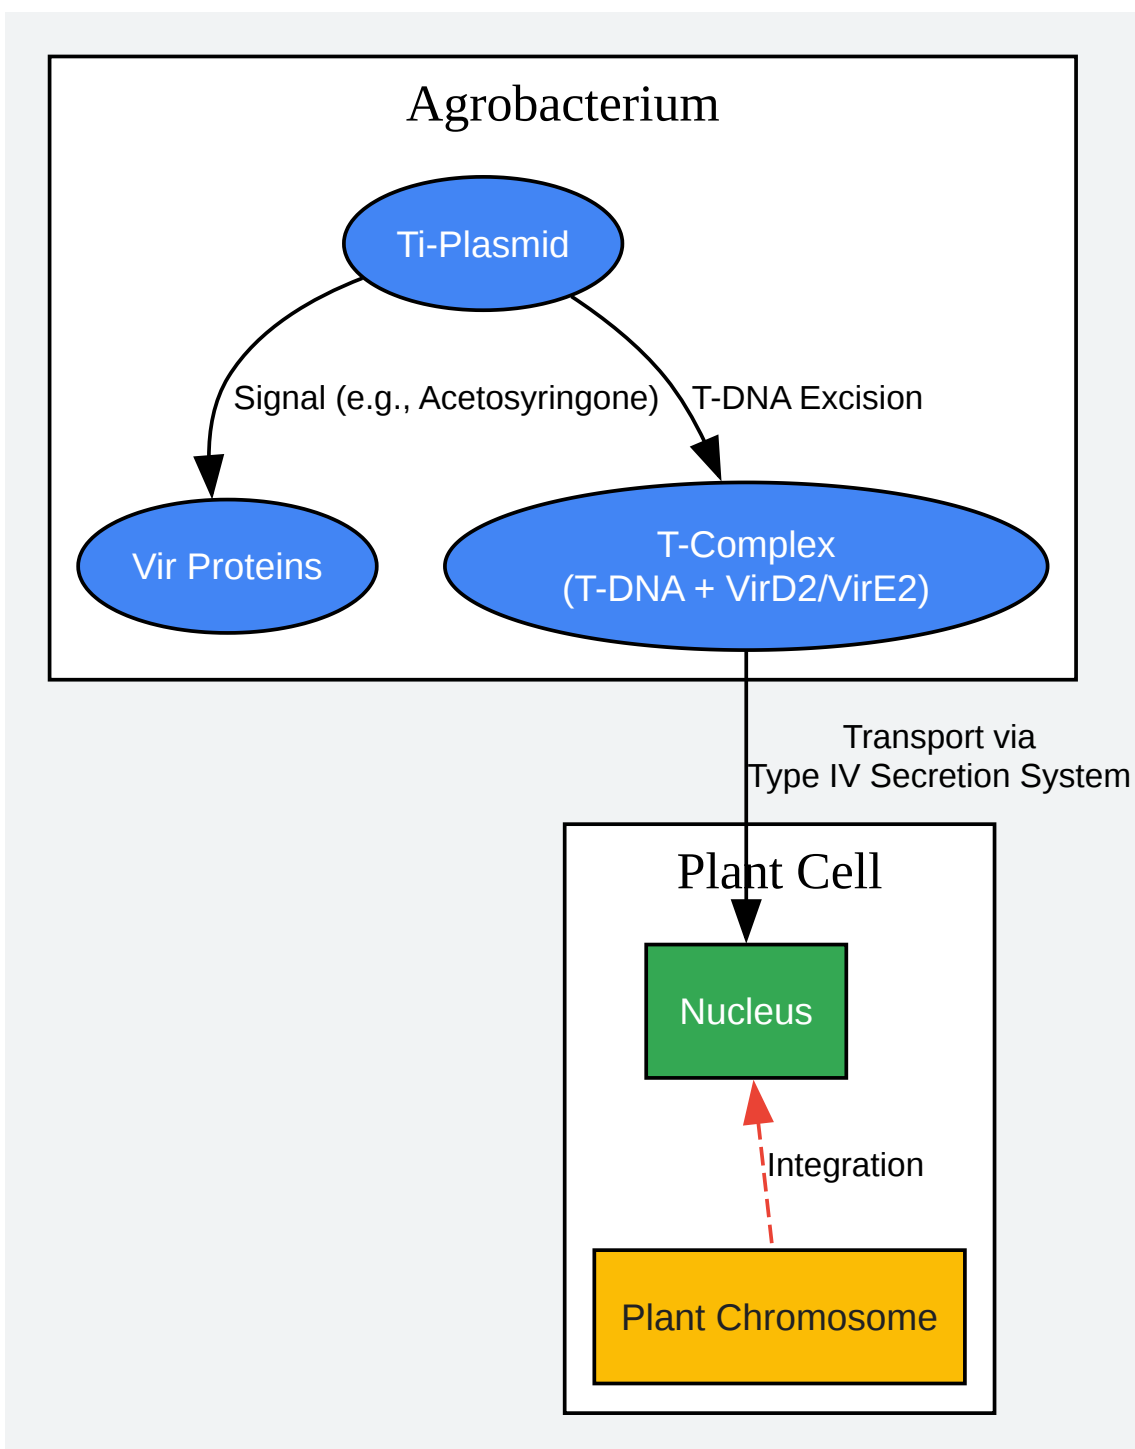 Agrobacterium
Ti-Plasmid
Signal (e.g., Acetosyringone)
T-DNA Excision
Vir Proteins
T-Complex
(T-DNA + VirD2/VirE2)
Transport via
Type IV Secretion System
Plant Cell
Nucleus
Integration
Plant Chromosome